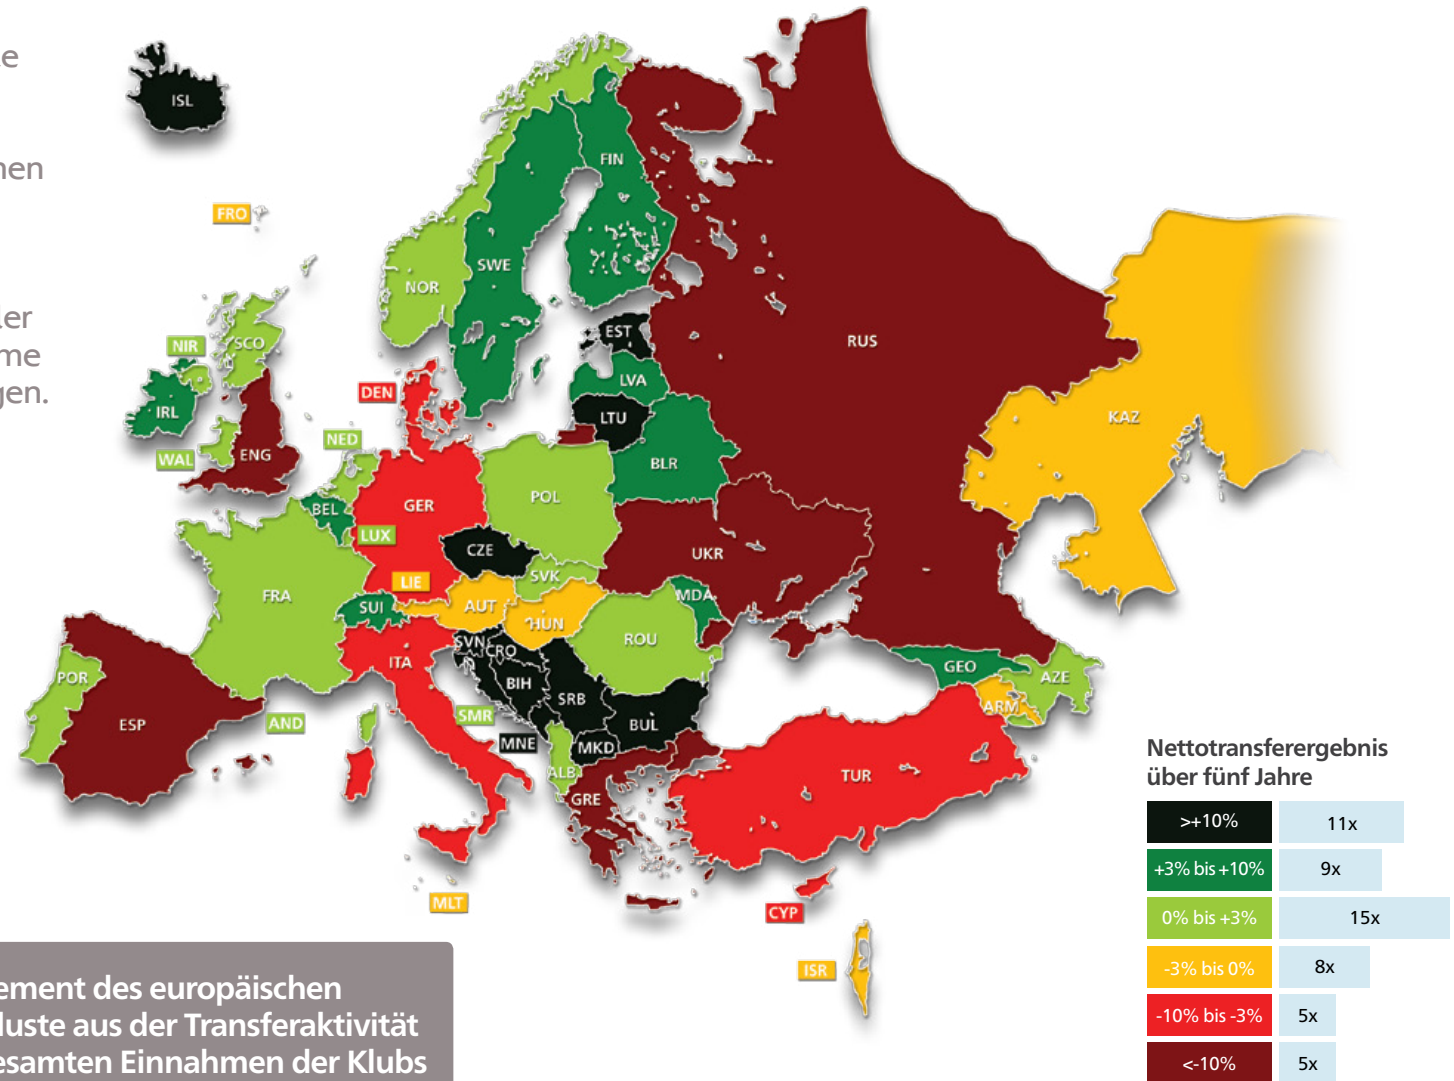 e
nen
ler
me
gen.
ISL
FRO
FIN
SWE
NOR
RUS
EST
SCO
NIR
LVA
DEN
IRL
LTU
KAZ
NED
WAL
ENG
BLR
GER
POL
BEL
LUX
CZE
UKR
SVK
LIE
FRA
SUI
AUT
HUN
MDA
ROU
SVN
CRO
ITA
GEO
AZE
POR
BIH
SRB
ARM
ESP
AND
SMR
BUL
MNE
MKD
ALB
TUR
GRE
MLT
CYP
ISR
Nettotransferergebnis
über fünf Jahre
>+10% 11x
+3% bis +10% 9x
0% bis +3% 15x
-3% bis 0% 8x
-10% bis -3% 5x
<-10% 5x
ement des europäischen
luste aus der Transferaktivität
esamten Einnahmen der Klubs